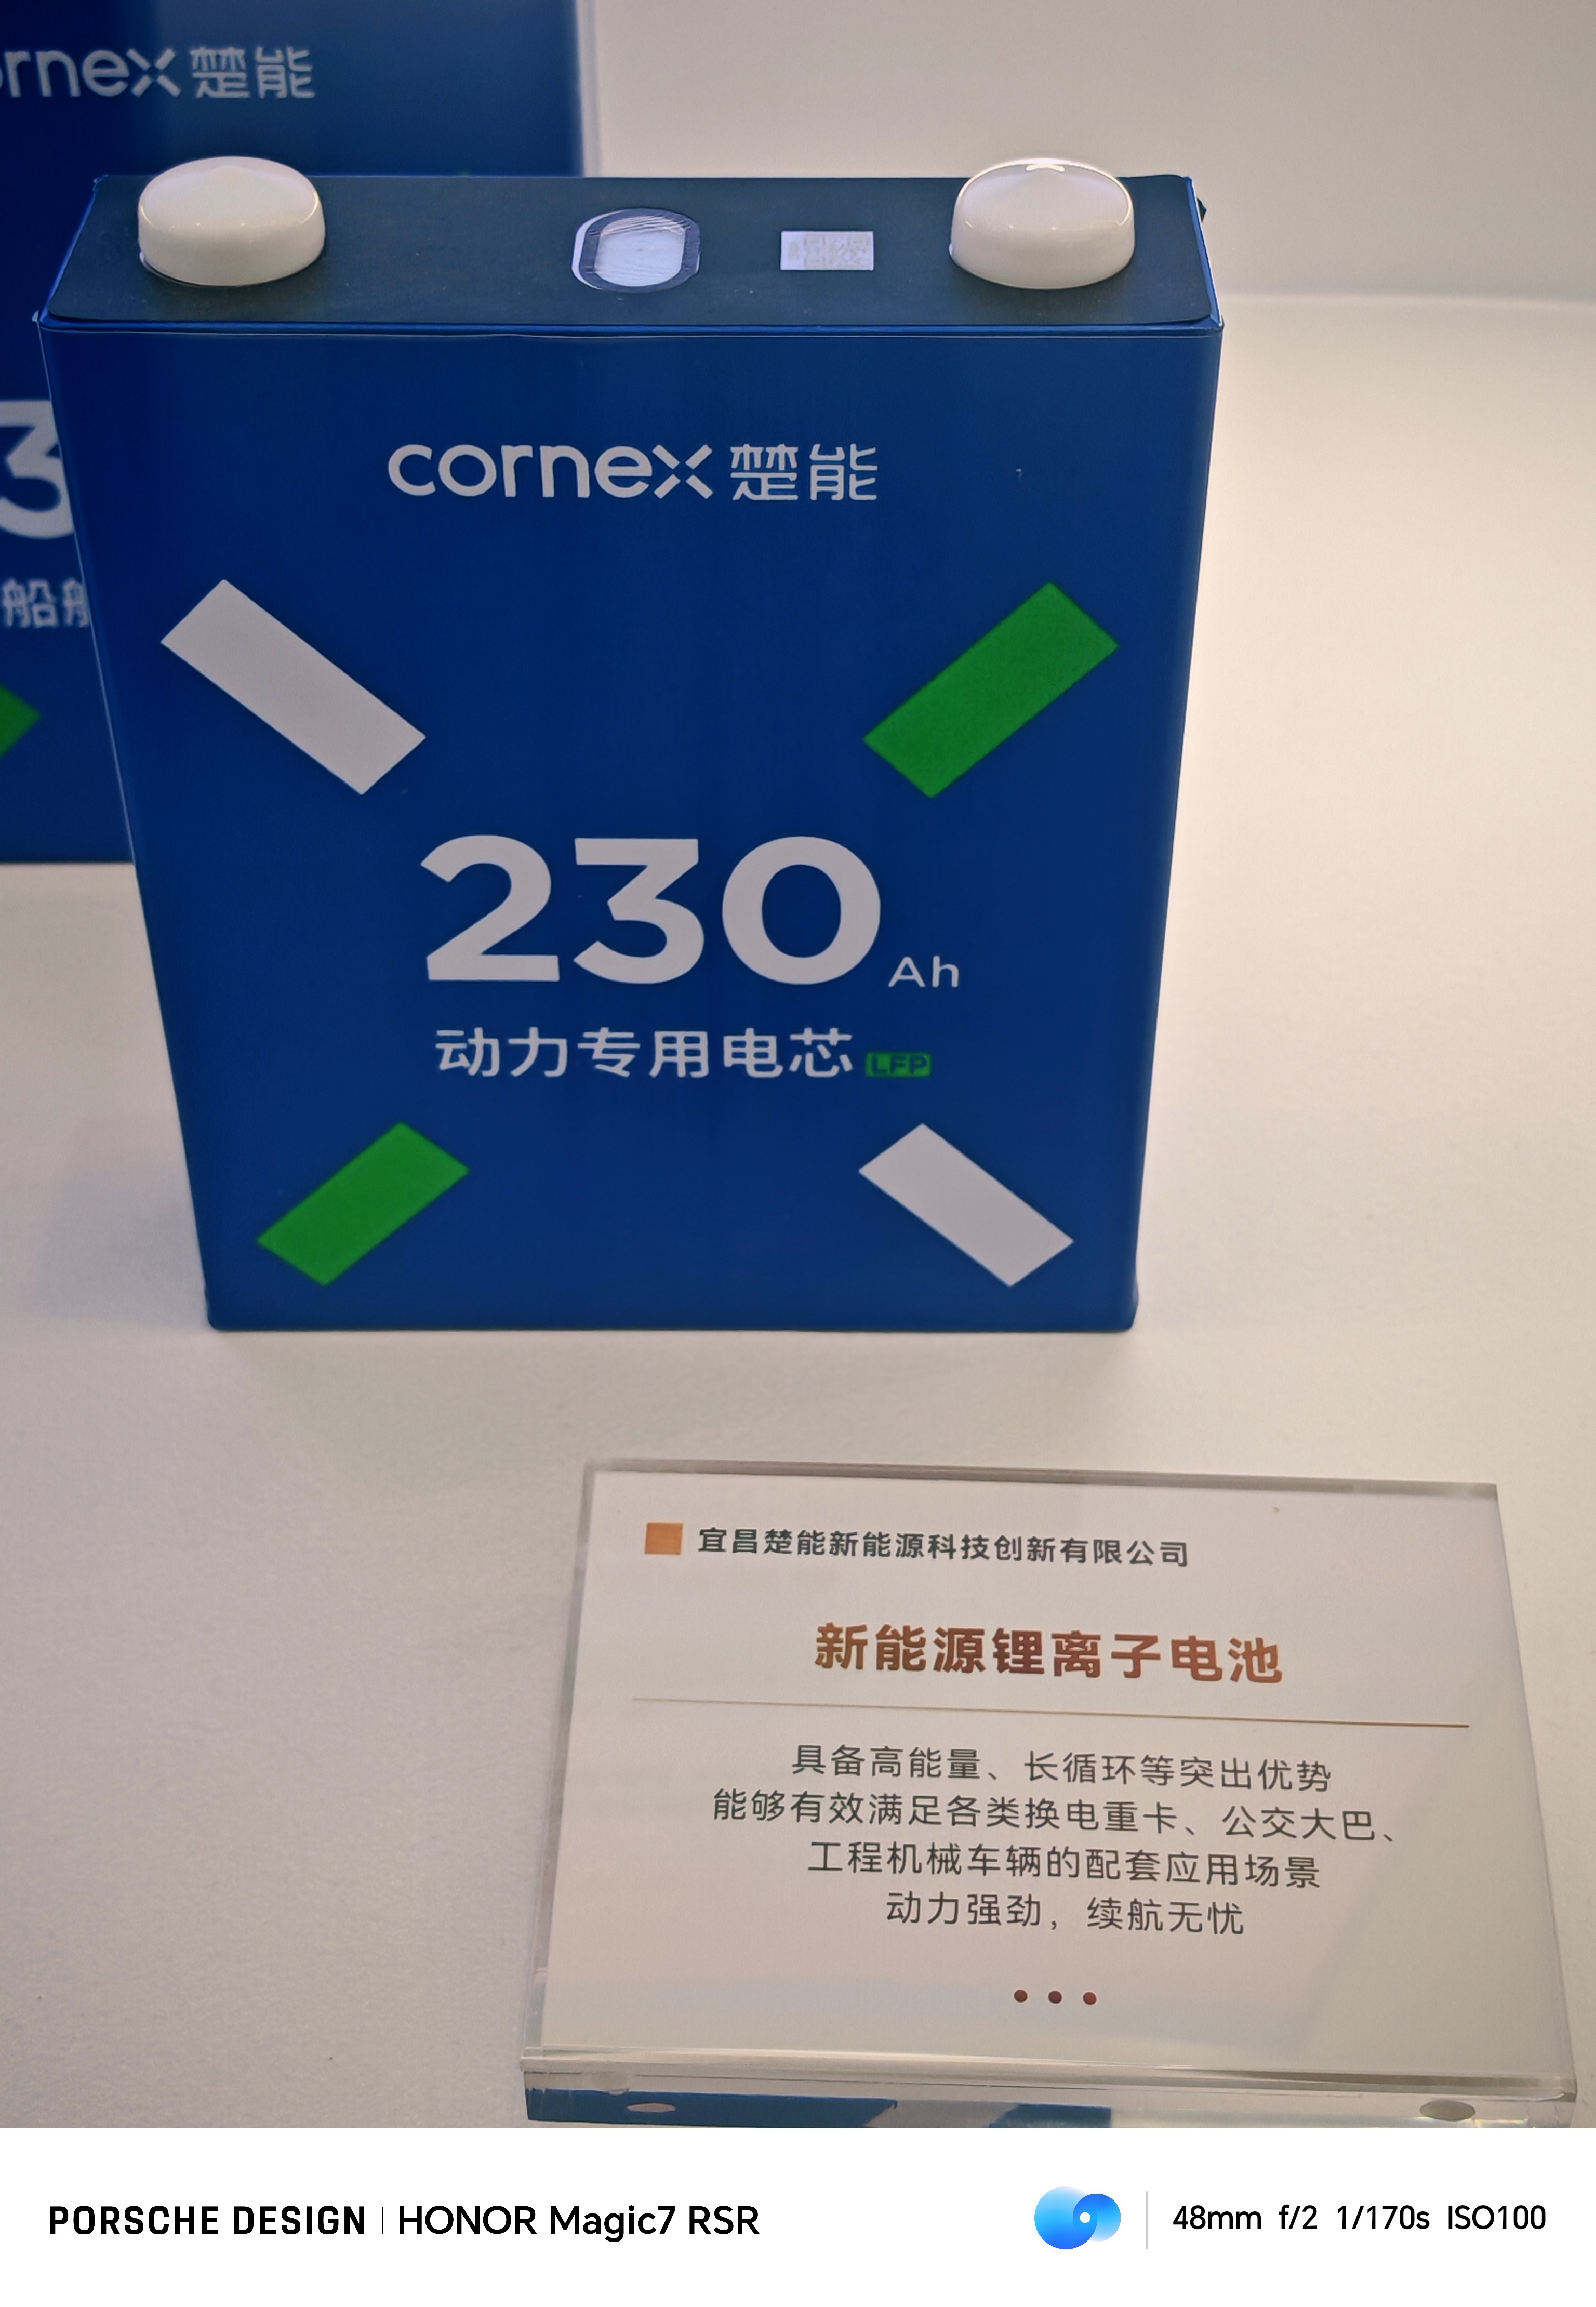 cornex 楚能
3
船
cornex 楚能
230 Ah
动力专用电芯 LFP
宜昌楚能新能源科技创新有限公司
新能源锂离子电池
具备高能量、长循环等突出优势
能够有效满足各类换电重卡、公交大巴、
工程机械车辆的配套应用场景
动力强劲，续航无忧
PORSCHE DESIGN | HONOR Magic7 RSR
48mm f/2 1/170s ISO100